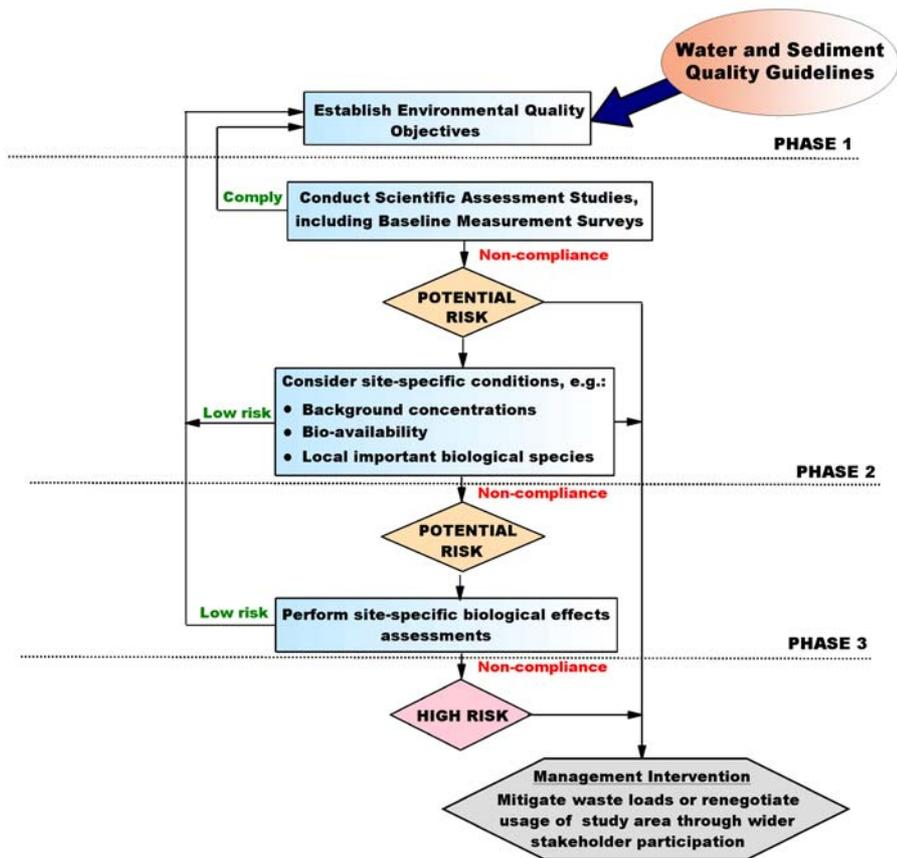 Water and Sediment
Quality Guidelines
Establish Environmental Quality
Objectives
PHASE 1
Comply
Conduct Scientific Assessment Studies,
including Baseline Measurement Surveys
Non-compliance
POTENTIAL
RISK
Consider site-specific conditions, e.g.:
• Background concentrations
• Bio-availability
• Local important biological species
Low risk
PHASE 2
Non-compliance
POTENTIAL
RISK
Low risk
Perform site-specific biological effects
assessments
PHASE 3
Non-compliance
HIGH RISK
Management Intervention
Mitigate waste loads or renegotiate
usage of study area through wider
stakeholder participation